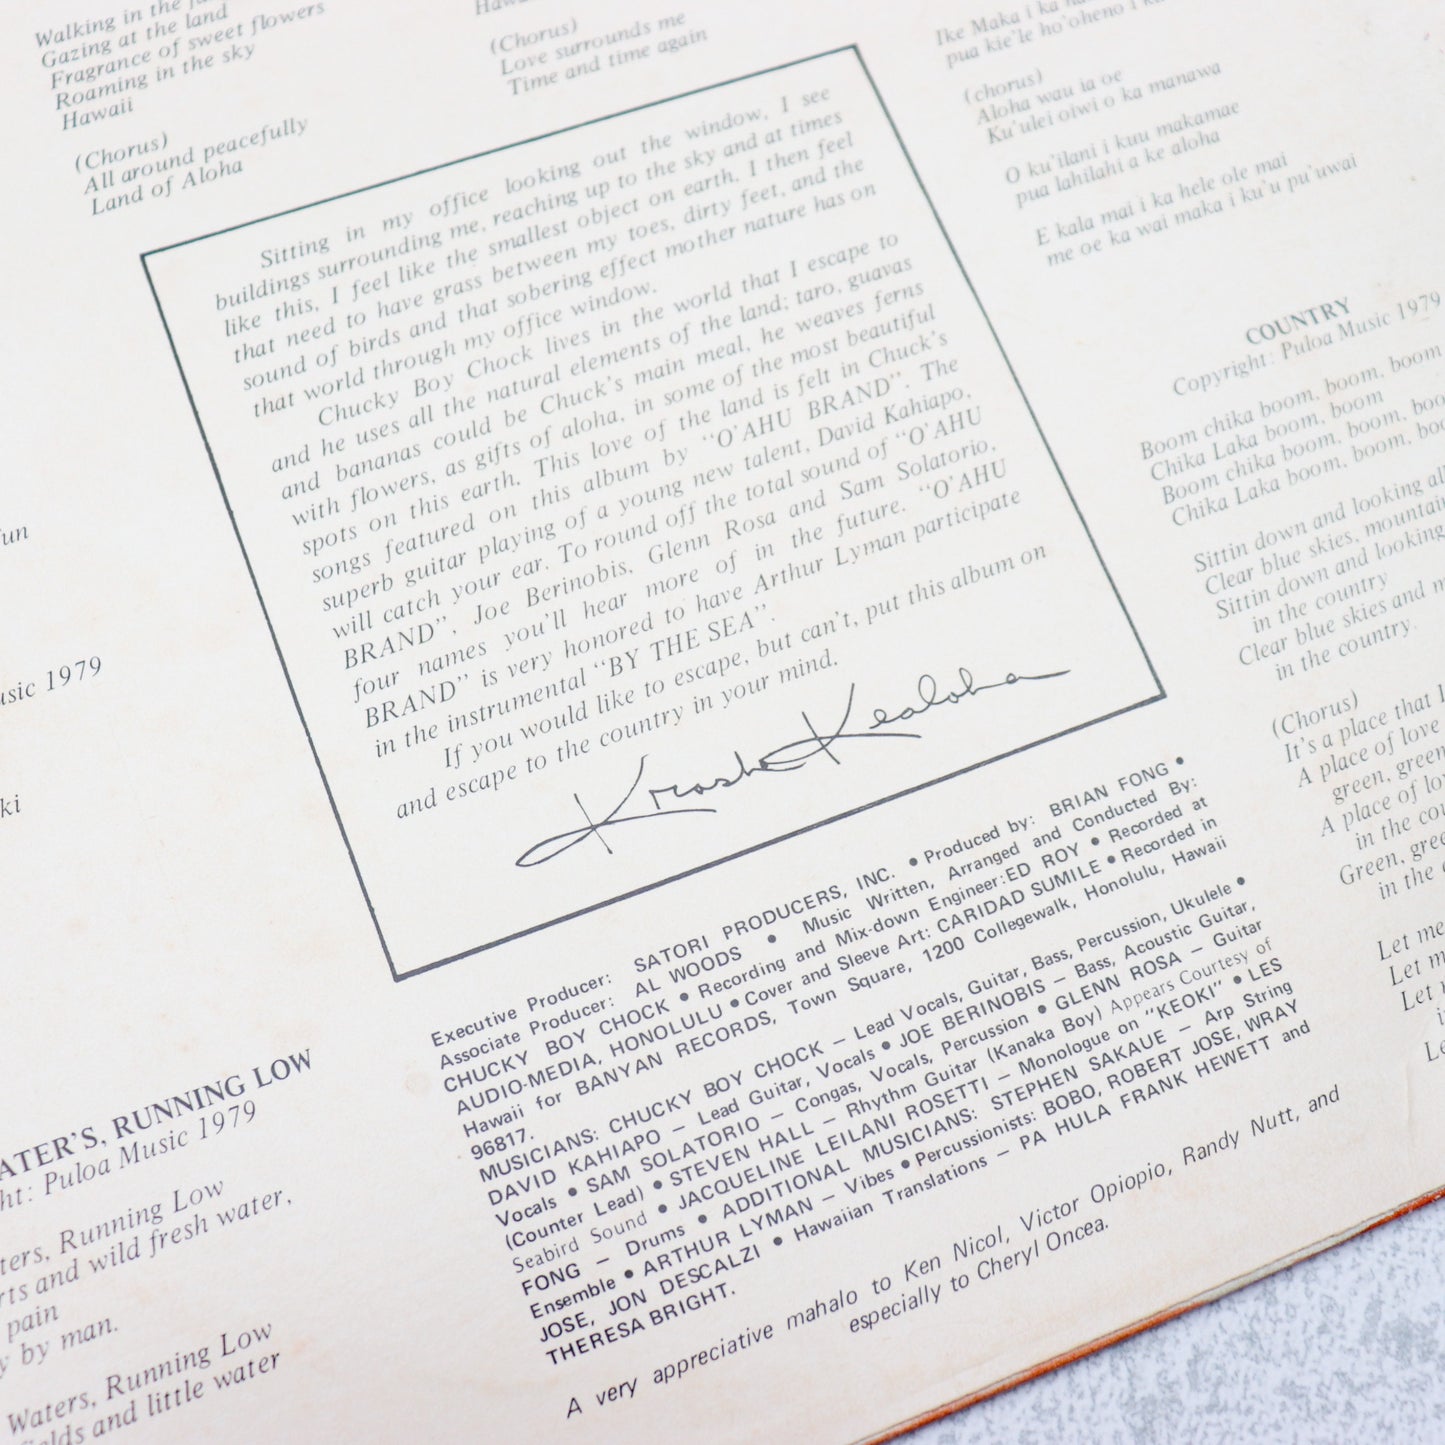 Walking in the
Gazing at the land
Fragrance of sweet flowers
Roaming in the sky
Hawaii
(Chorus)
All around peacefully
Land of Aloha
Hawaii
(Chorus)
Love surrounds me
Time and time again
Sitting in my office looking out the window, I see
buildings surrounding me, reaching up to the sky and at times
like this, I feel like the smallest object on earth. I then feel
that need to have grass between my toes, dirty feet, and the
sound of birds and that sobering effect mother nature has on
that world through my office window.
Chucky Boy Chock lives in the world that I escape to
and he uses all the natural elements of the land; taro, guavas
and bananas could be Chuck's main meal, he weaves ferns
with flowers, as gifts of aloha, in some of the most beautiful
spots on this earth. This love of the land is felt in Chuck's
songs featured on this album by "O'AHU BRAND". The
superb guitar playing of a young new talent, David Kahiapo,
will catch your ear. To round off the total sound of "O'AHU
BRAND", Joe Berinobis, Glenn Rosa and Sam Solatorio,
four names you'll hear more of in the future. "O'AHU
BRAND" is very honored to have Arthur Lyman participate
in the instrumental "BY THE SEA".
If you would like to escape, but can't, put this album on
and escape to the country in your mind.
Krash Kealoha
Executive Producer: SATORI PRODUCERS, INC. • Produced by: BRIAN FONG •
Associate Producer: AL WOODS • Music Written, Arranged and Conducted By:
CHUCKY BOY CHOCK • Recording and Mix-down Engineer:ED ROY • Recorded at
AUDIO-MEDIA, HONOLULU • Cover and Sleeve Art: CARIDAD SUMILE • Recorded in
Hawaii for BANYAN RECORDS, Town Square, 1200 Collegewalk, Honolulu, Hawaii
96817.
MUSICIANS: CHUCKY BOY CHOCK – Lead Vocals, Guitar, Bass, Percussion, Ukulele •
DAVID KAHIAPO – Lead Guitar, Vocals • JOE BERINOBIS – Bass, Acoustic Guitar,
Vocals • SAM SOLATORIO – Congas, Vocals, Percussion • GLENN ROSA – Guitar
(Counter Lead) • STEVEN HALL – Rhythm Guitar (Kanaka Boy) Appears Courtesy of
Seabird Sound • JACQUELINE LEILANI ROSETTI – Monologue on "KEOKI" • LES
FONG – Drums • ADDITIONAL MUSICIANS: STEPHEN SAKAUE – Arp String
Ensemble • ARTHUR LYMAN – Vibes • Percussionists: BOBO, ROBERT JOSE, WRAY
JOSE, JON DESCALZI • Hawaiian Translations – PA HULA FRANK HEWETT and
THERESA BRIGHT.
A very appreciative mahalo to Ken Nicol, Victor Opiopio, Randy Nutt, and
especially to Cheryl Oncea.
Ike Maka i ka
pua kie'le ho'oheno i
(chorus)
Aloha wau ia oe
Ku'ulei oiwi o ka manawa
O ku'ilani i kuu makamae
pua lahilahi a ke aloha
E kala mai i ka hele ole mai
me oe ka wai maka i ku'u pu'uwai
COUNTRY
Copyright: Puloa Music 1979
Boom chika boom, boom, boom
Chika Laka boom, boom
Boom chika boom, boom,
Chika Laka boom, boom,
Sittin down and looking
Clear blue skies,
Sittin down and looking
in the country
Clear blue skies and
in the country.
(Chorus)
It's a place that I
A place of love
green, green
A place of
in the
Green,
in the
Let me
Let
Let
1979
RUNNING LOW
Puloa Music 1979
Running Low
and wild fresh water,
pain
by man.
Waters, Running Low
and little water